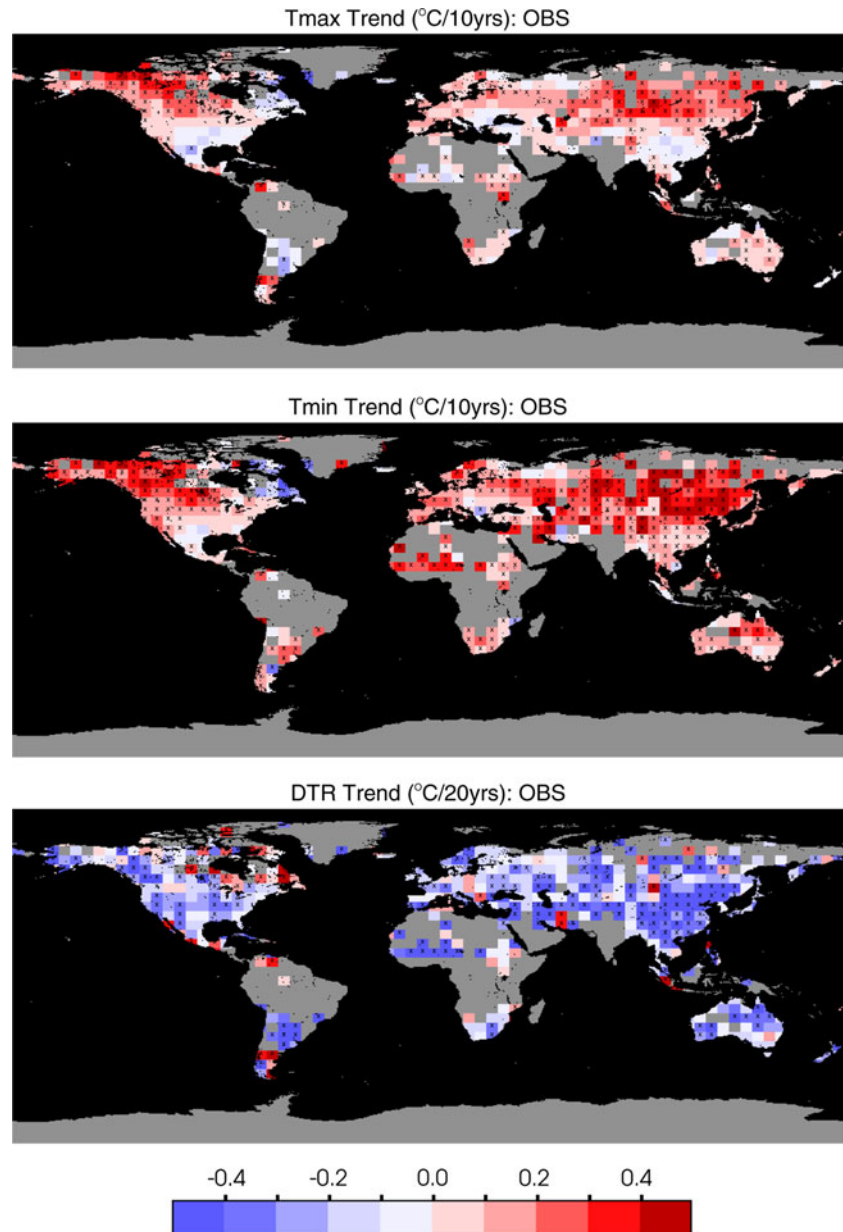 Tmax Trend (°C/10yrs): OBS
Tmin Trend (°C/10yrs): OBS
DTR Trend (°C/20yrs): OBS
-0.4 -0.2 0.0 0.2 0.4